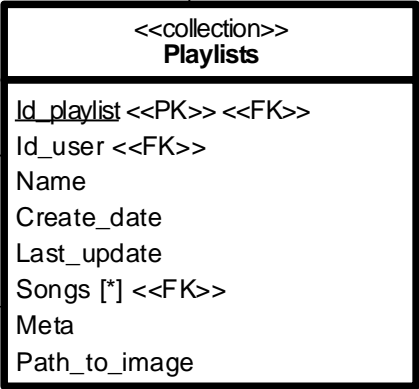 <<collection>>
Playlists
Id_playlist <<PK>> <<FK>>
Id_user <<FK>>
Name
Create_date
Last_update
Songs [*] <<FK>>
Meta
Path_to_image